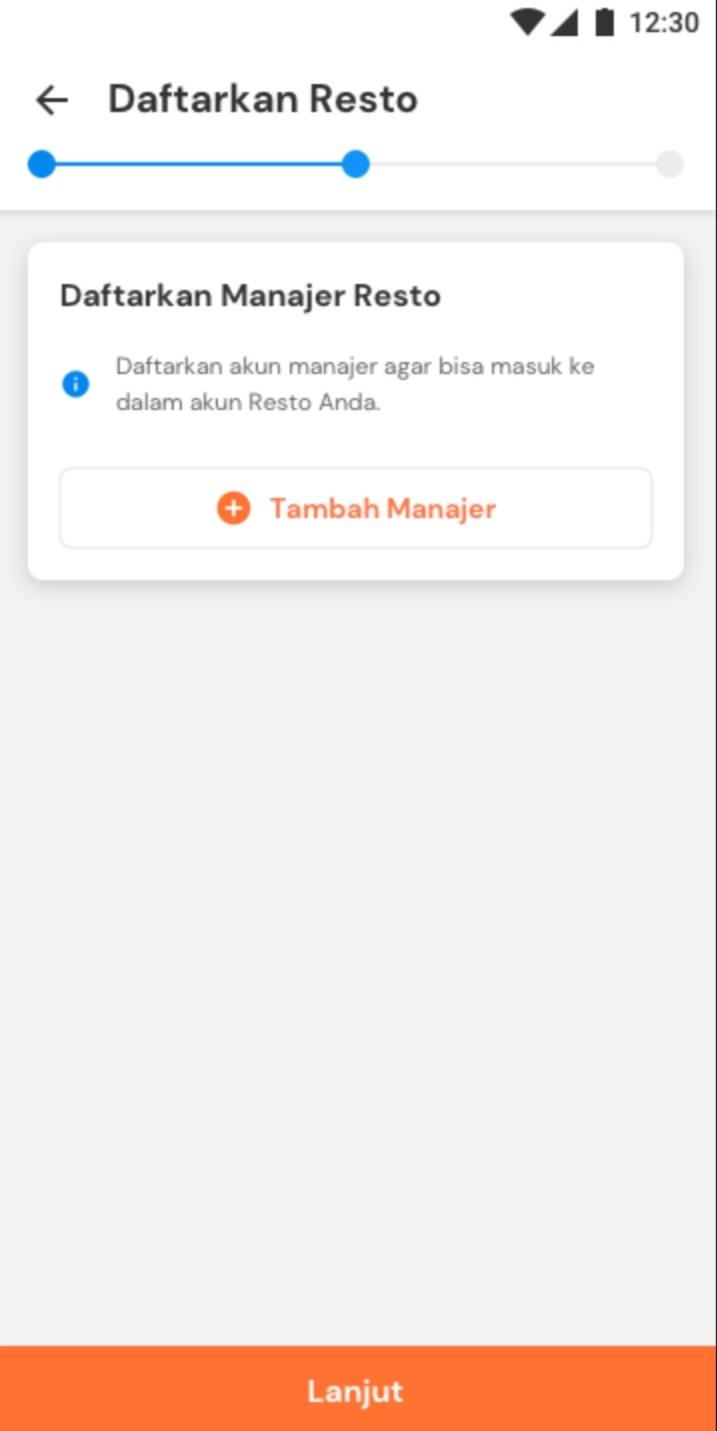 12:30
Daftarkan Resto
Daftarkan Manajer Resto
Daftarkan akun manajer agar bisa masuk ke
dalam akun Resto Anda.
Tambah Manajer
Lanjut